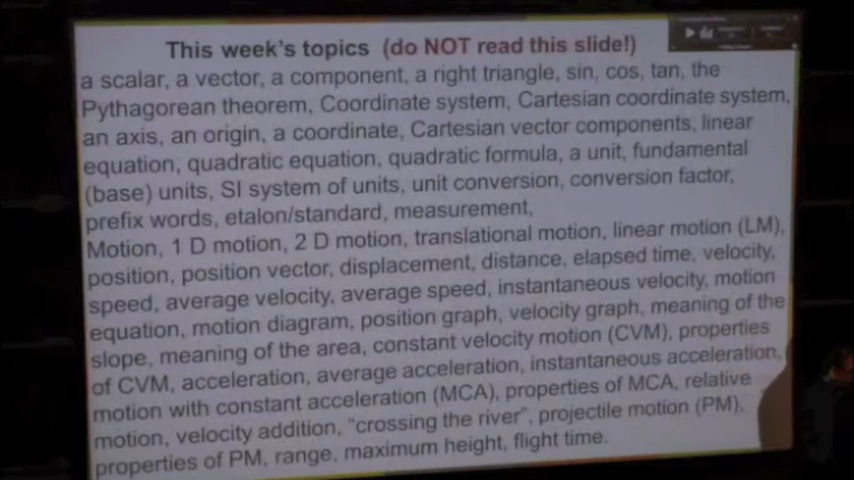 This week's topics (do NOT read this slide!)
a scalar, a vector, a component, a right triangle, sin, cos, tan, the
Pythagorean theorem, Coordinate system, Cartesian coordinate system,
an axis, an origin, a coordinate, Cartesian vector components, linear
equation, quadratic equation, quadratic formula, a unit, fundamental
(base) units, SI system of units, unit conversion, conversion factor,
prefix words, etalon/standard, measurement,
Motion, 1 D motion, 2 D motion, translational motion, linear motion (LM),
position, position vector, displacement, distance, elapsed time, velocity,
speed, average velocity, average speed, instantaneous velocity, motion
equation, motion diagram, position graph, velocity graph, meaning of the
slope, meaning of the area, constant velocity motion (CVM), properties
of CVM, acceleration, average acceleration, instantaneous acceleration,
motion with constant acceleration (MCA), properties of MCA, relative
motion, velocity addition, "crossing the river", projectile motion (PM),
properties of PM, range, maximum height, flight time.